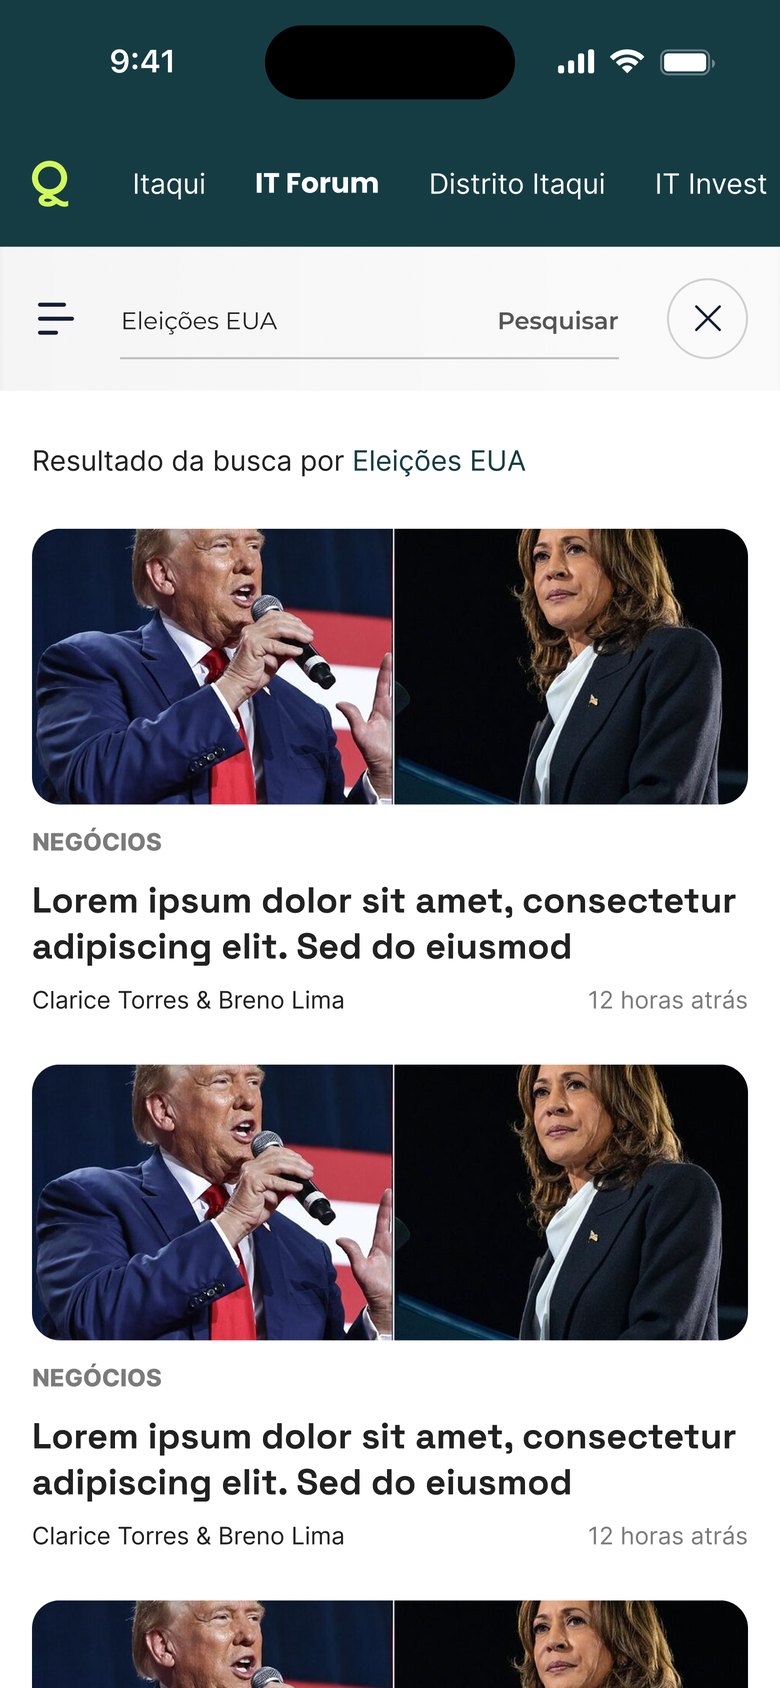 9:41
Itaqui IT Forum Distrito Itaqui IT Invest
Eleições EUA Pesquisar
Resultado da busca por Eleições EUA
NEGÓCIOS
Lorem ipsum dolor sit amet, consectetur
adipiscing elit. Sed do eiusmod
Clarice Torres & Breno Lima 12 horas atrás
NEGÓCIOS
Lorem ipsum dolor sit amet, consectetur
adipiscing elit. Sed do eiusmod
Clarice Torres & Breno Lima 12 horas atrás